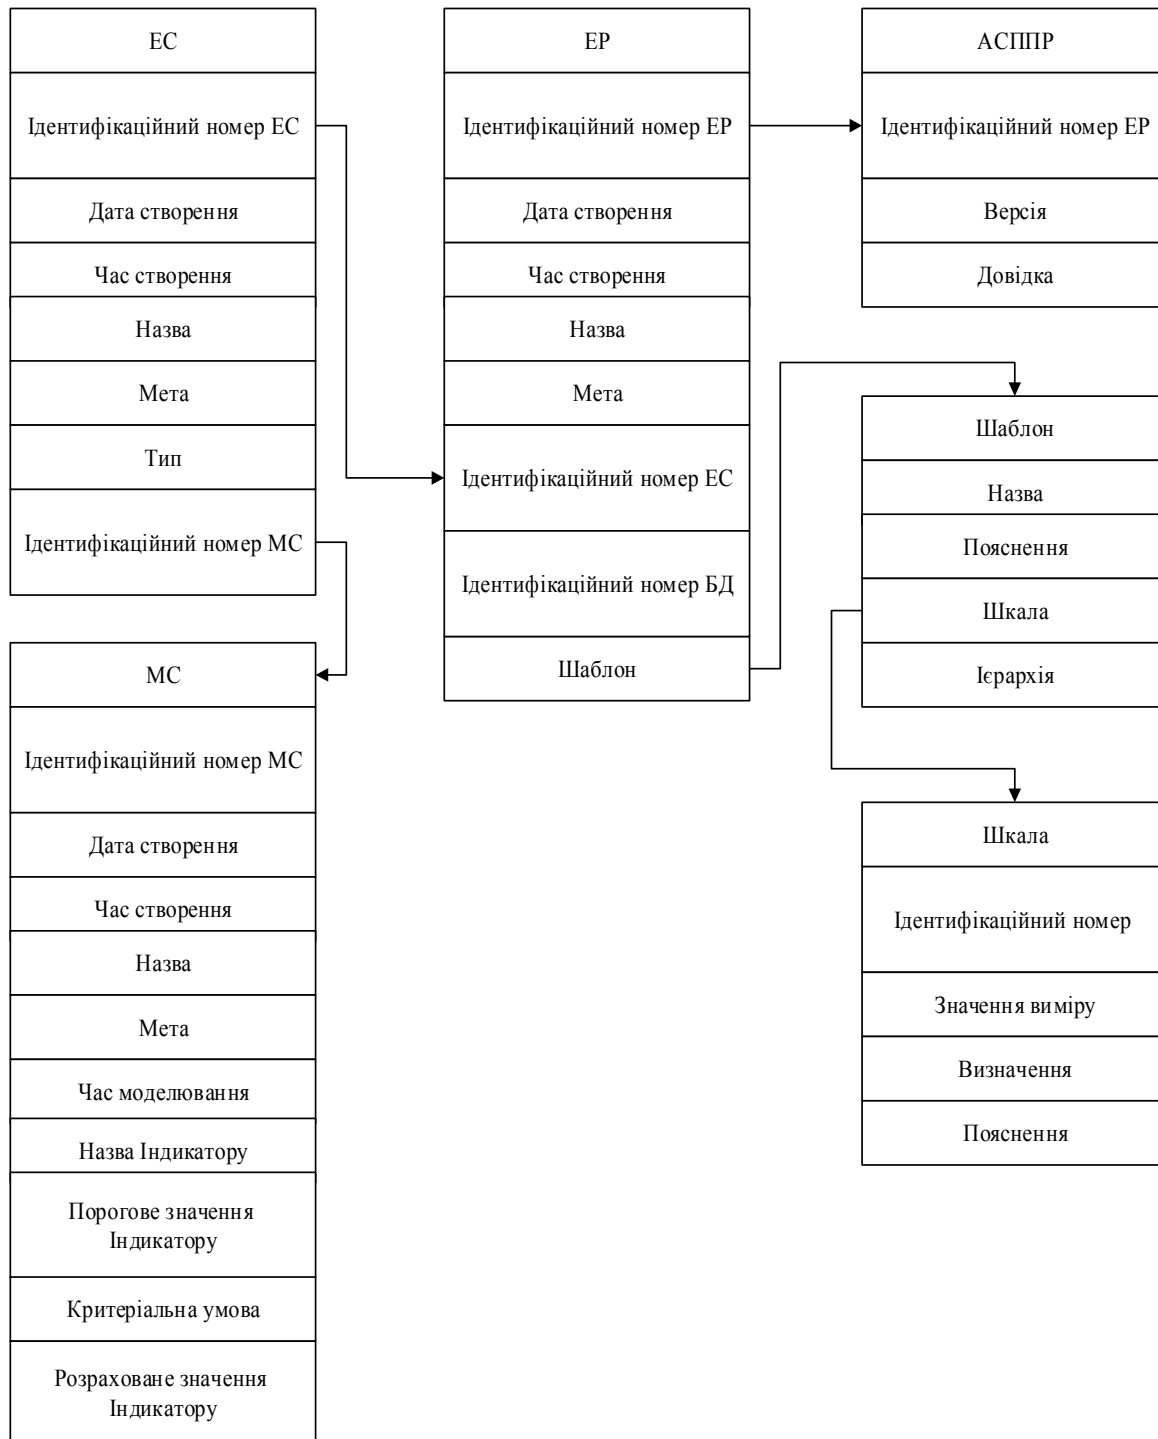 ЕС
Ідентифікаційний номер ЕС
Дата створення
Час створення
Назва
Мета
Тип
Ідентифікаційний номер МС
МС
Ідентифікаційний номер МС
Дата створення
Час створення
Назва
Мета
Час моделювання
Назва Індикатору
Порогове значення
Індикатору
Критеріальна умова
Розраховане значення
Індикатору
ЕР
Ідентифікаційний номер ЕР
Дата створення
Час створення
Назва
Мета
Ідентифікаційний номер ЕС
Ідентифікаційний номер БД
Шаблон
АСППР
Ідентифікаційний номер ЕР
Версія
Довідка
Шаблон
Назва
Пояснення
Шкала
Ієрархія
Шкала
Ідентифікаційний номер
Значення виміру
Визначення
Пояснення